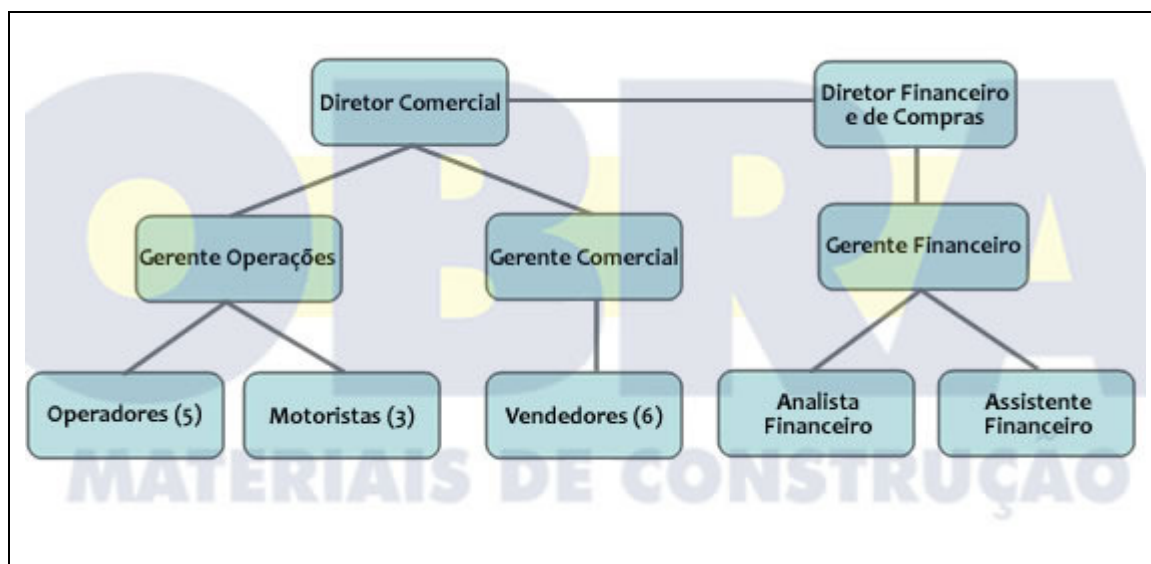 Diretor Comercial
Diretor Financeiro
e de Compras
Gerente Operações
Gerente Comercial
Gerente Financeiro
Operadores (5)
Motoristas (3)
Vendedores (6)
Analista
Financeiro
Assistente
Financeiro
OBRA
MATERIAIS DE CONSTRUÇÃO